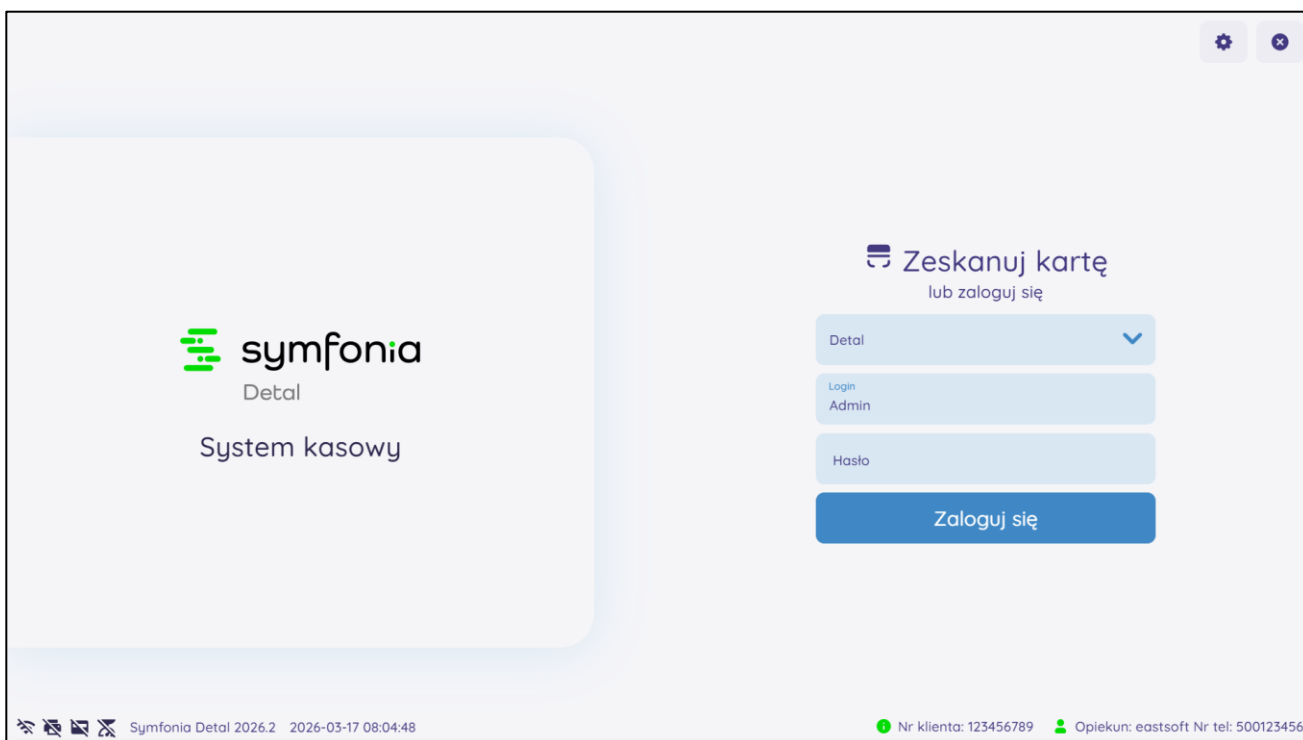 symfonia
Detal
System kasowy
Zeskanuj kartę
lub zaloguj się
Detal
Login
Admin
Hasło
Zaloguj się
Symfonia Detal 2026.2 2026-03-17 08:04:48
Nr klienta: 123456789 Opiekun: eastsoft Nr tel: 500123456